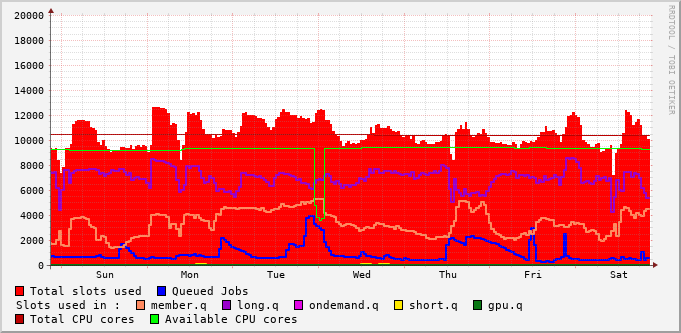 RRDTOOL / TOBI OETIKER
20000
18000
16000
14000
12000
10000
8000
6000
4000
2000
0
Sun Mon Tue Wed Thu Fri Sat
Total slots used Queued Jobs
Slots used in : member.q long.q ondemand.q short.q gpu.q
Total CPU cores Available CPU cores